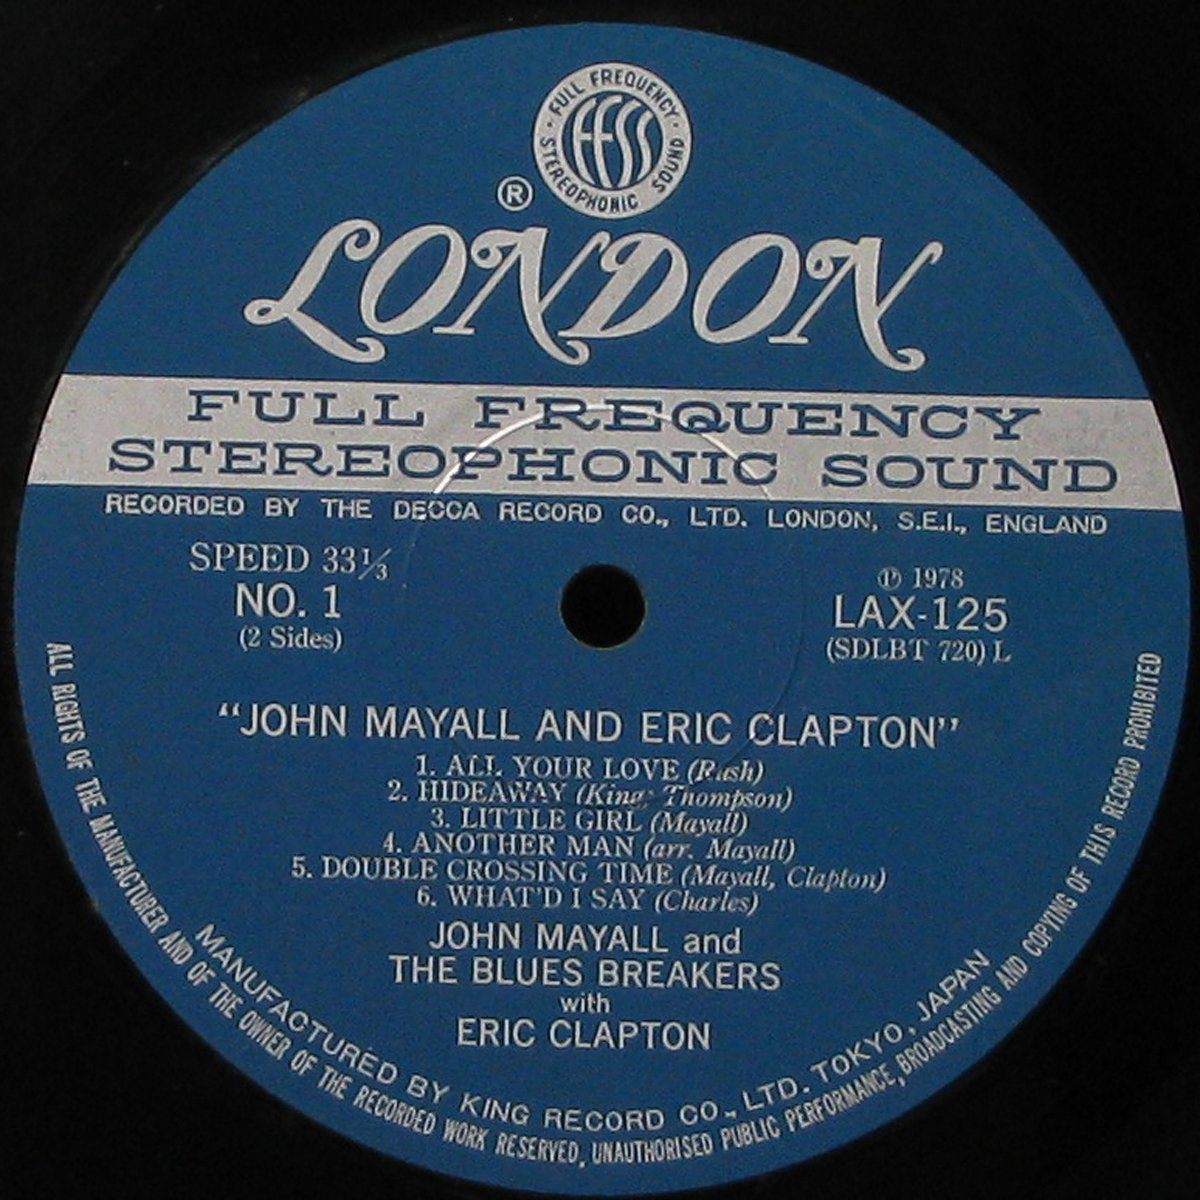 · FULL FREQUENCY · STEREOPHONIC SOUND
FFSS
®
LONDON
FULL FREQUENCY
STEREOPHONIC SOUND
RECORDED BY THE DECCA RECORD CO., LTD. LONDON, S.E.I., ENGLAND
SPEED 33⅓
NO. 1
(2 Sides)
℗ 1978
LAX-125
(SDLBT 720) L
"JOHN MAYALL AND ERIC CLAPTON"
1. ALL YOUR LOVE (Rush)
2. HIDEAWAY (King; Thompson)
3. LITTLE GIRL (Mayall)
4. ANOTHER MAN (arr. Mayall)
5. DOUBLE CROSSING TIME (Mayall, Clapton)
6. WHAT'D I SAY (Charles)
JOHN MAYALL and
THE BLUES BREAKERS
with
ERIC CLAPTON
MANUFACTURED BY KING RECORD CO., LTD. TOKYO, JAPAN
ALL RIGHTS OF THE MANUFACTURER AND OF THE OWNER OF THE RECORDED WORK RESERVED, UNAUTHORISED PUBLIC PERFORMANCE, BROADCASTING AND COPYING OF THIS RECORD PROHIBITED